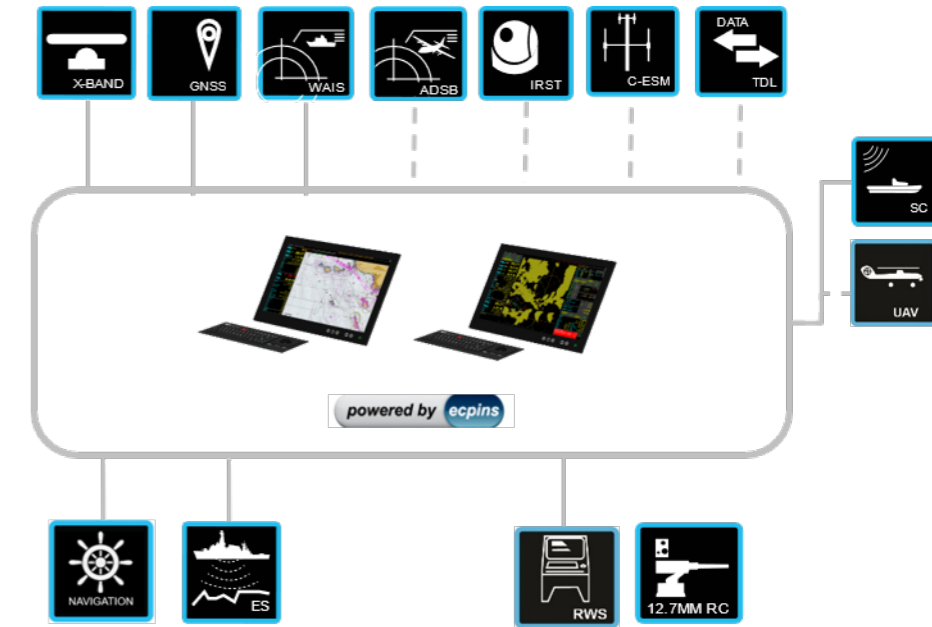 X-BAND
GNSS
WAIS
ADSB
IRST
C-ESM
DATA
TDL
SC
UAV
powered by ecpins
NAVIGATION
ES
RWS
12.7MM RC